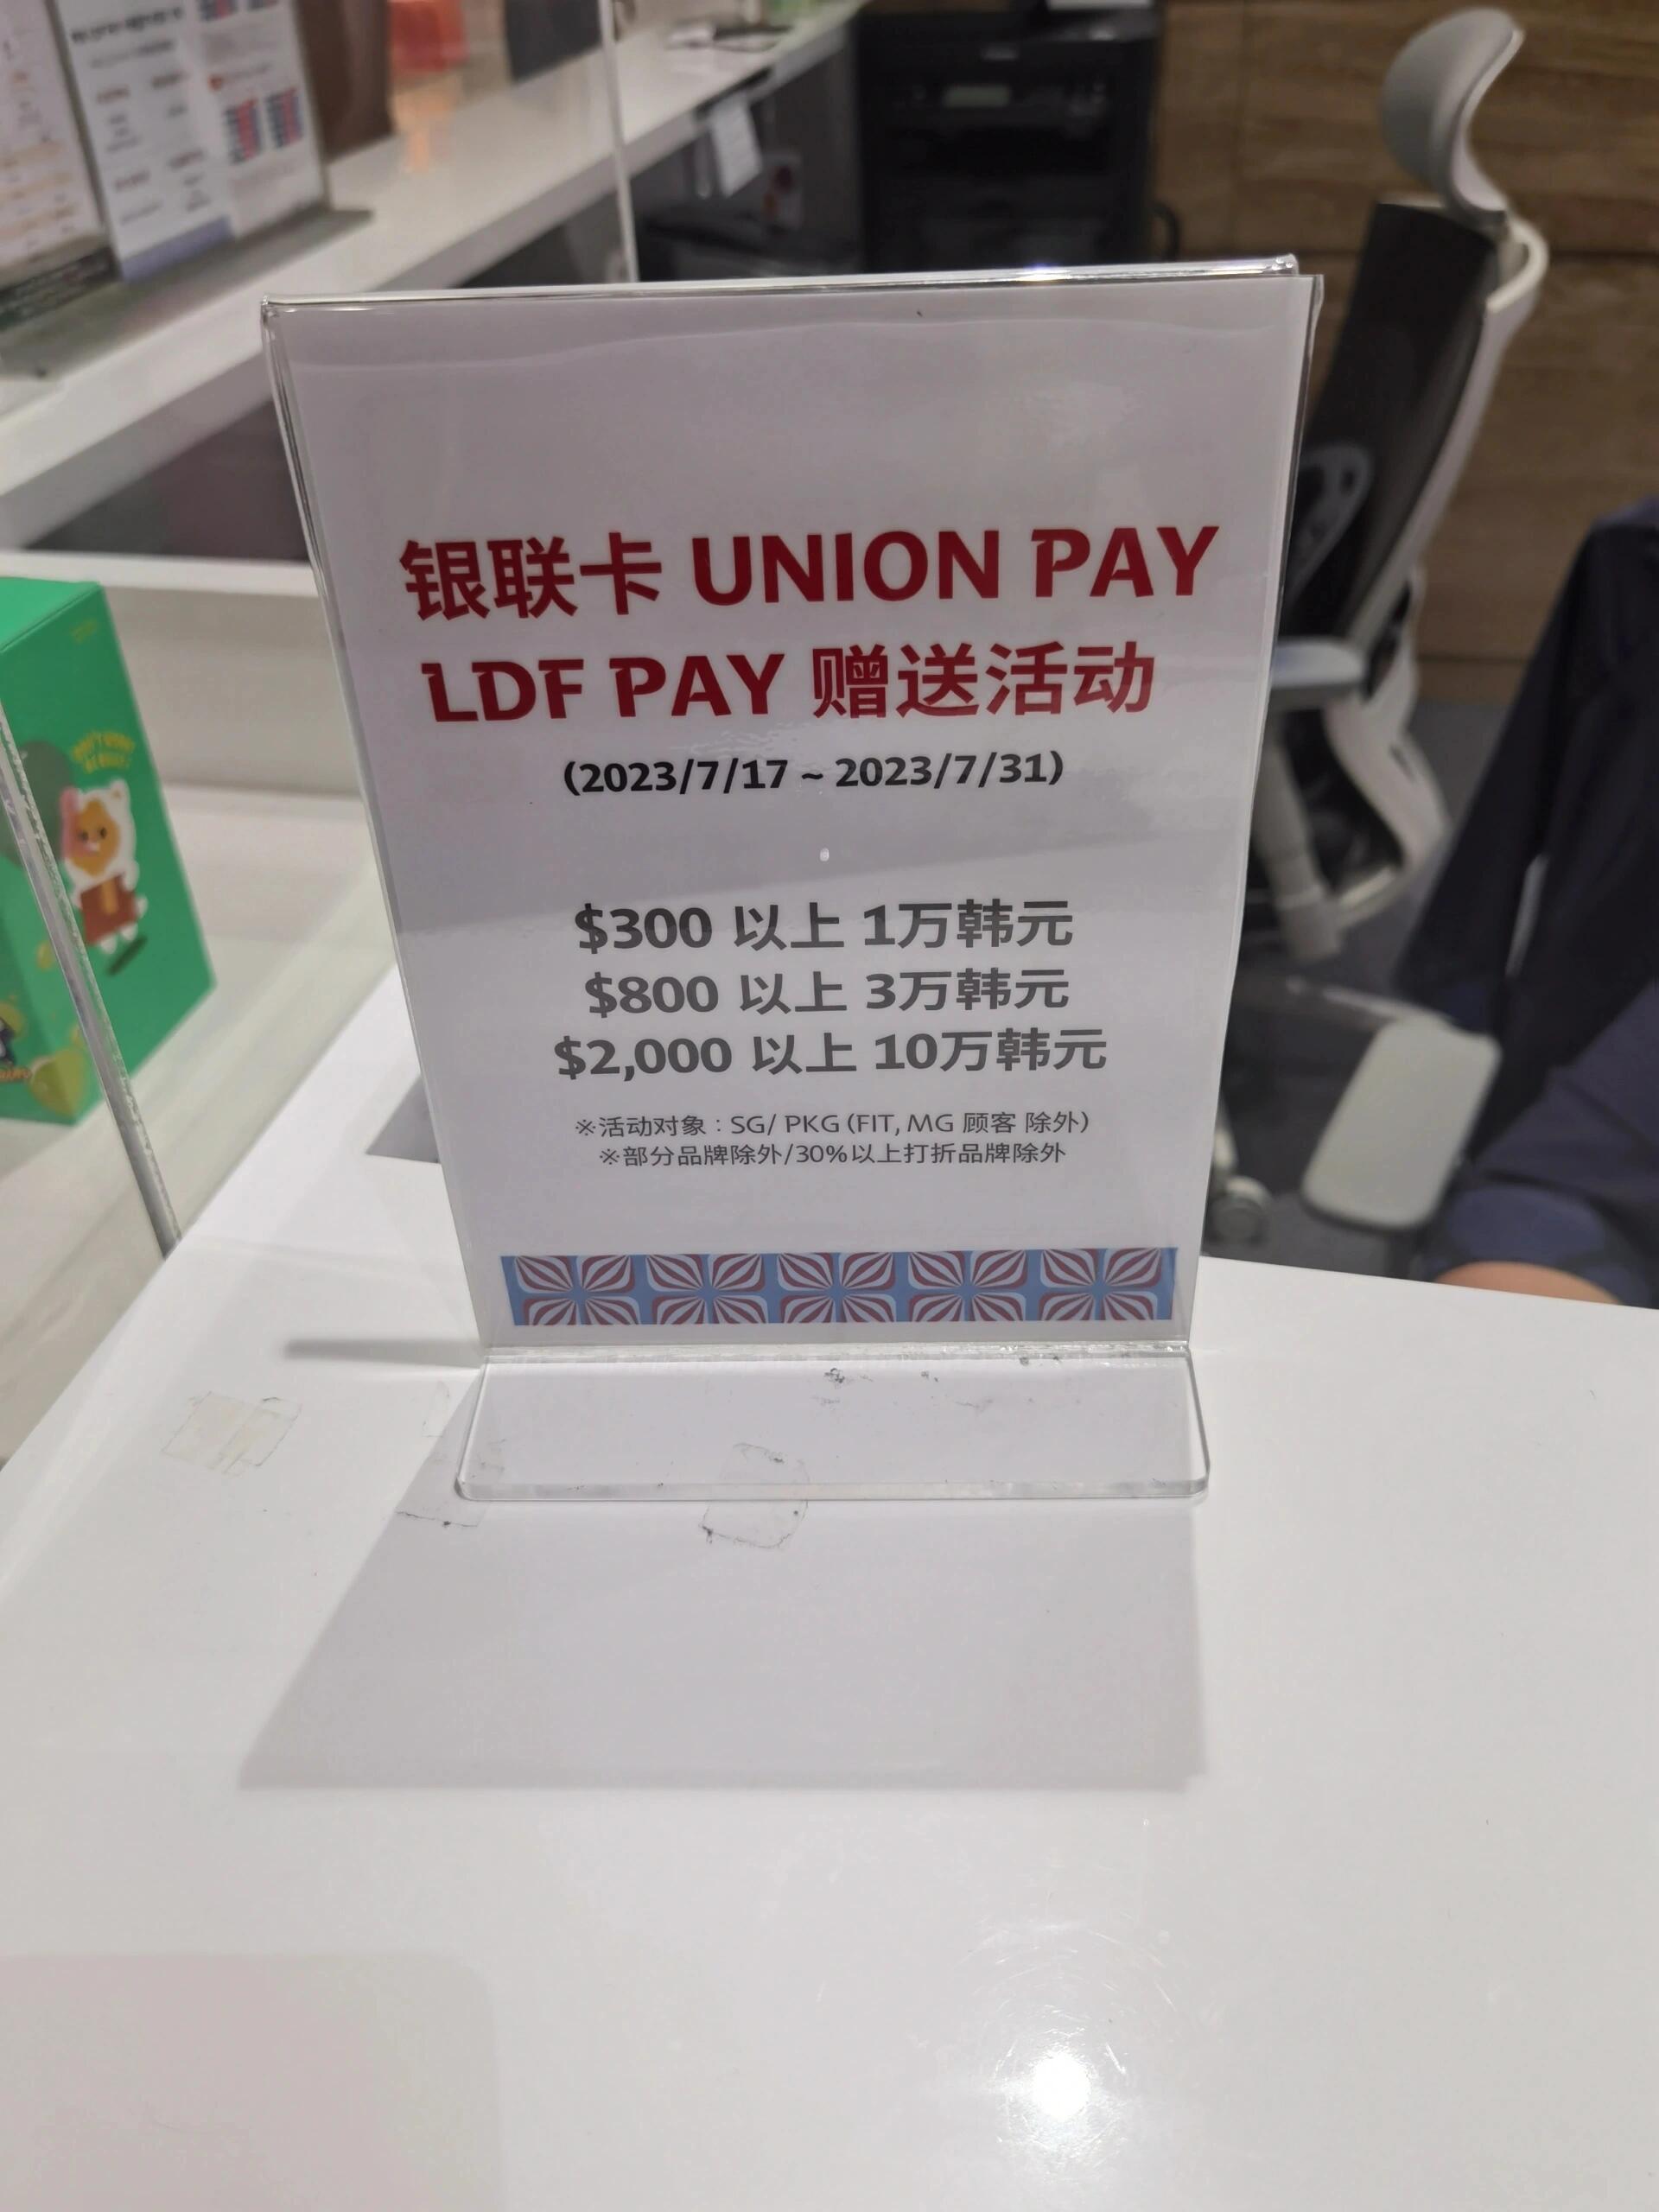 银联卡 UNION PAY
LDF PAY 赠送活动
(2023/7/17 ~ 2023/7/31)
$300 以上 1万韩元
$800 以上 3万韩元
$2,000 以上 10万韩元
※活动对象 : SG/ PKG (FIT, MG 顾客 除外)
※部分品牌除外/30%以上打折品牌除外